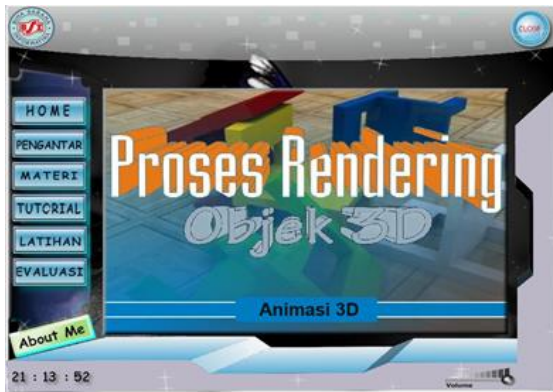 BSI
CLOSE
HOME
PENGANTAR
MATERI
TUTORIAL
LATIHAN
EVALUASI
About Me
Proses Rendering
Objek 3D
Animasi 3D
21 : 13 : 52
Volume